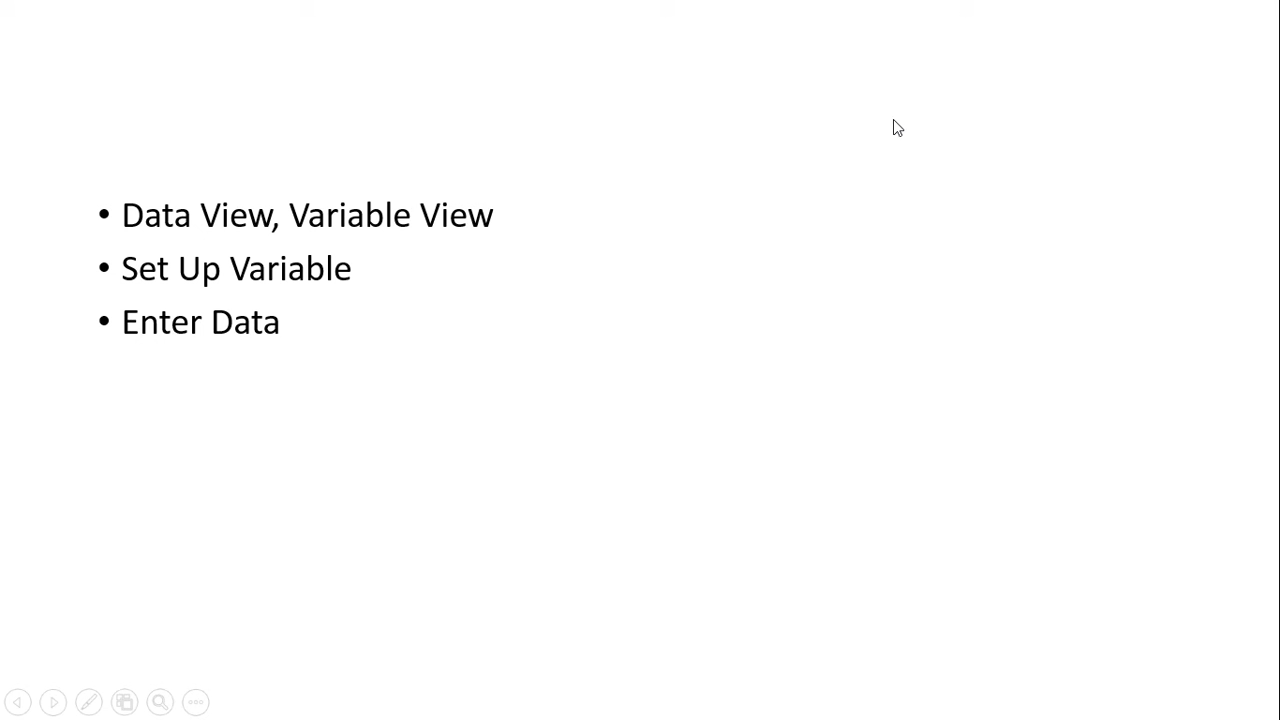 • Data View, Variable View
• Set Up Variable
• Enter Data